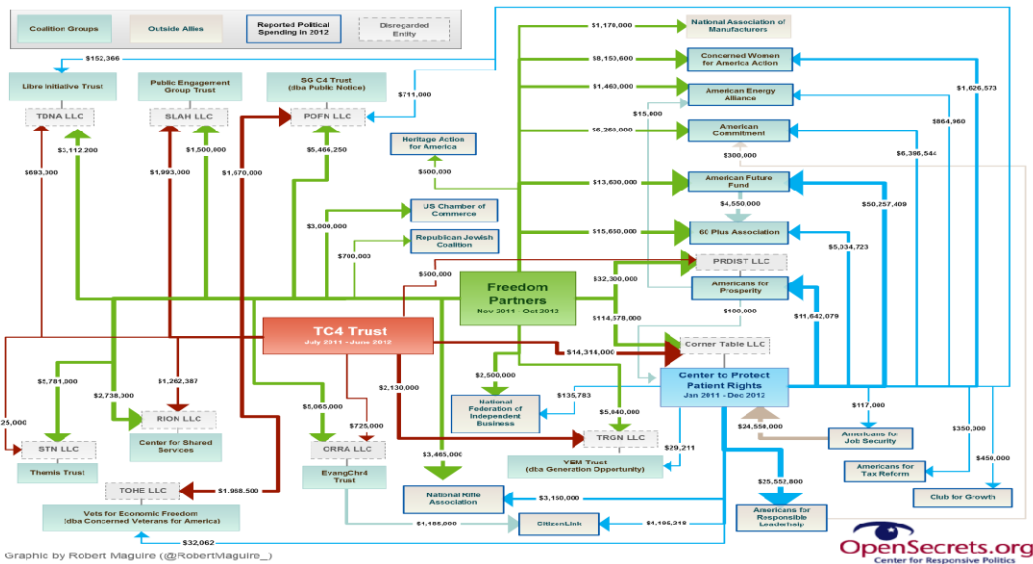 Coalition Groups
Outside Allies
Reported Political
Spending in 2012
Disregarded
Entity
$152,366
Libre Initiative Trust
TDNA LLC
Public Engagement
Group Trust
SLAH LLC
SG C4 Trust
(dba Public Notice)
PDFN LLC
$711,000
$3,112,200
$1,500,000
$5,466,250
$693,300
$1,993,000
$1,670,000
Heritage Action
for America
$500,000
US Chamber of
Commerce
$3,000,000
Republican Jewish
Coalition
$700,000
$500,000
$1,179,000
National Association of
Manufacturers
$8,153,600
Concerned Women
for America Action
$1,626,573
$1,463,000
American Energy
Alliance
$15,600
$864,960
American
Commitment
$6,396,544
$300,000
$13,630,000
American Future
Fund
$4,550,000
$50,257,409
$15,650,000
60 Plus Association
$5,034,723
PRDIST LLC
$32,300,000
Americans for
Prosperity
$100,000
$11,642,079
$114,578,000
Freedom
Partners
Nov 2011 - Oct 2012
TC4 Trust
July 2011 - June 2012
$14,314,000
Corner Table LLC
Center to Protect
Patient Rights
Jan 2011 - Dec 2012
$5,781,000
$2,738,000
$1,262,387
25,000
RION LLC
Center for Shared
Services
STN LLC
Themis Trust
TOHE LLC
$1,958,500
Vets for Economic Freedom
(dba Concerned Veterans for America)
$32,062
$5,065,000
$725,000
CRRA LLC
EvangChr4
Trust
$2,130,000
$3,465,000
$2,500,000
National
Federation of
Independent
Business
$135,783
$5,040,000
TRGN LLC
YEM Trust
(dba Generation Opportunity)
$29,211
National Rifle
Association
$3,150,000
CitizenLink
$24,558,000
$25,552,800
Americans for
Responsible
Leadership
$117,000
Americans for
Job Security
$350,000
Americans for
Tax Reform
$450,000
Club for Growth
Graphic by Robert Maguire (@RobertMaguire_)
OpenSecrets.org
Center for Responsive Politics